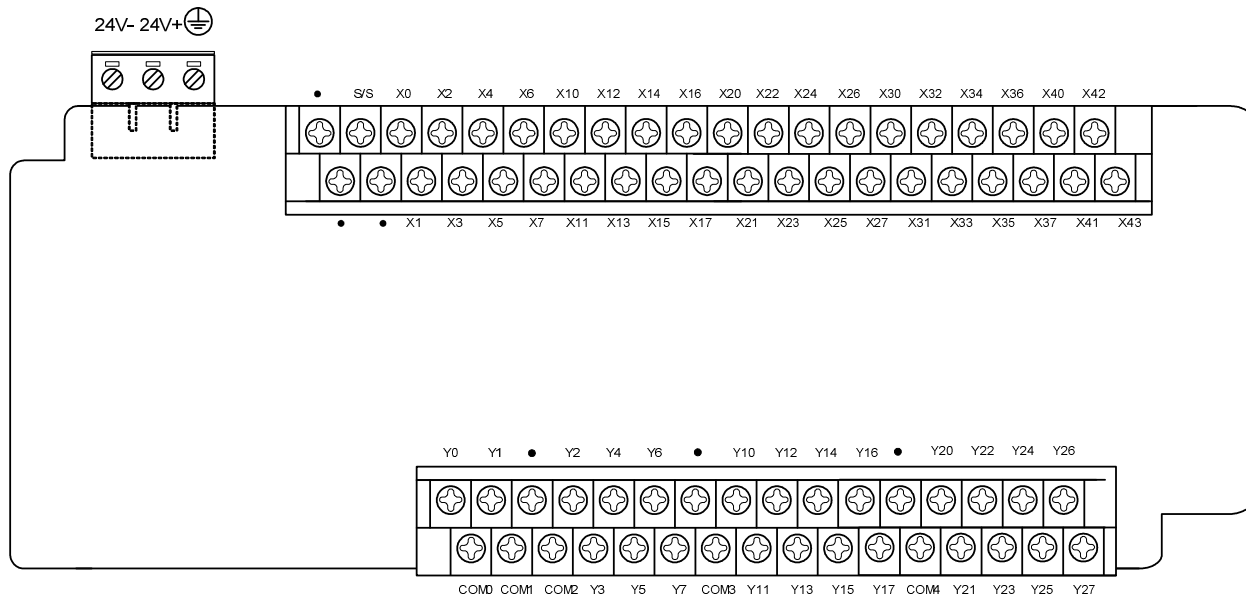 24V- 24V+
• S/S X0 X2 X4 X6 X10 X12 X14 X16 X20 X22 X24 X26 X30 X32 X34 X36 X40 X42
• • X1 X3 X5 X7 X11 X13 X15 X17 X21 X23 X25 X27 X31 X33 X35 X37 X41 X43
Y0 Y1 • Y2 Y4 Y6 • Y10 Y12 Y14 Y16 • Y20 Y22 Y24 Y26
COM0 COM1 COM2 Y3 Y5 Y7 COM3 Y11 Y13 Y15 Y17 COM4 Y21 Y23 Y25 Y27